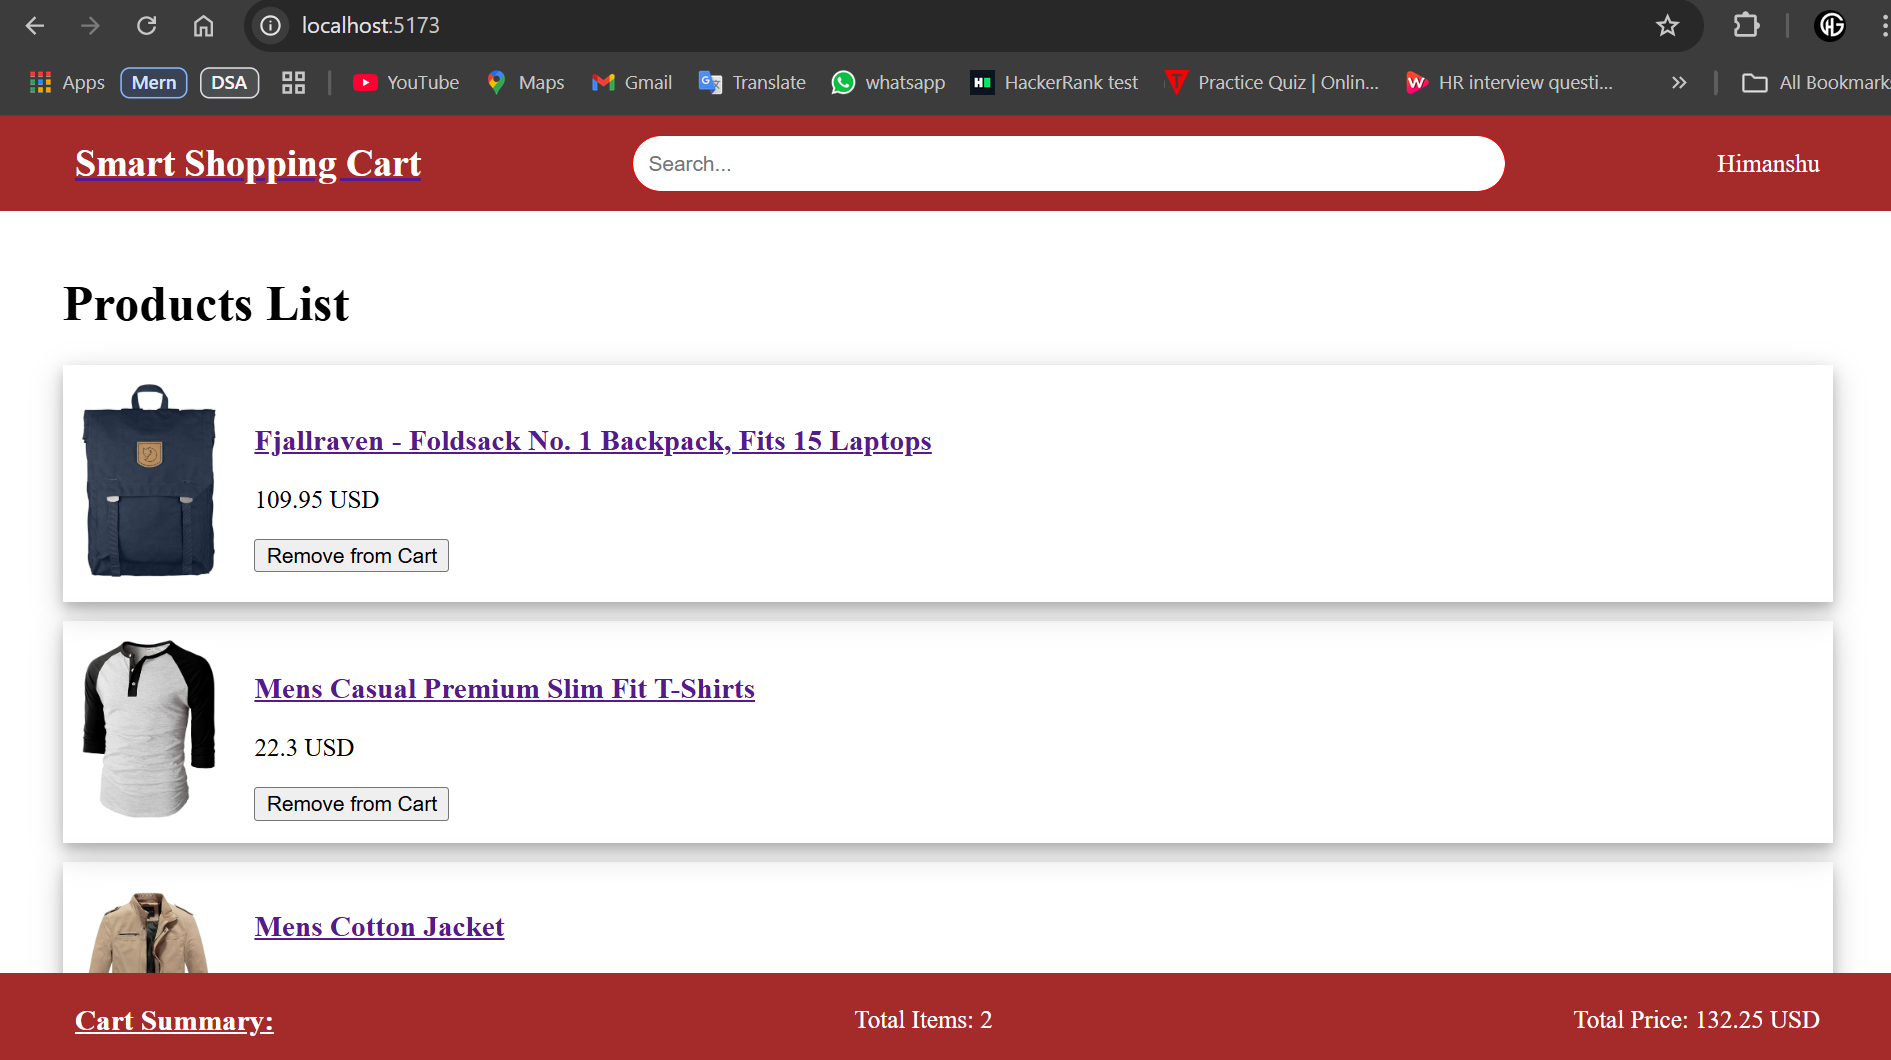 localhost:5173
Apps Mern DSA YouTube Maps Gmail Translate whatsapp HackerRank test Practice Quiz | Onlin... HR interview questi... » All Bookmarks
Smart Shopping Cart Search... Himanshu
Products List
Fjallraven - Foldsack No. 1 Backpack, Fits 15 Laptops
109.95 USD
Remove from Cart
Mens Casual Premium Slim Fit T-Shirts
22.3 USD
Remove from Cart
Mens Cotton Jacket
Cart Summary: Total Items: 2 Total Price: 132.25 USD